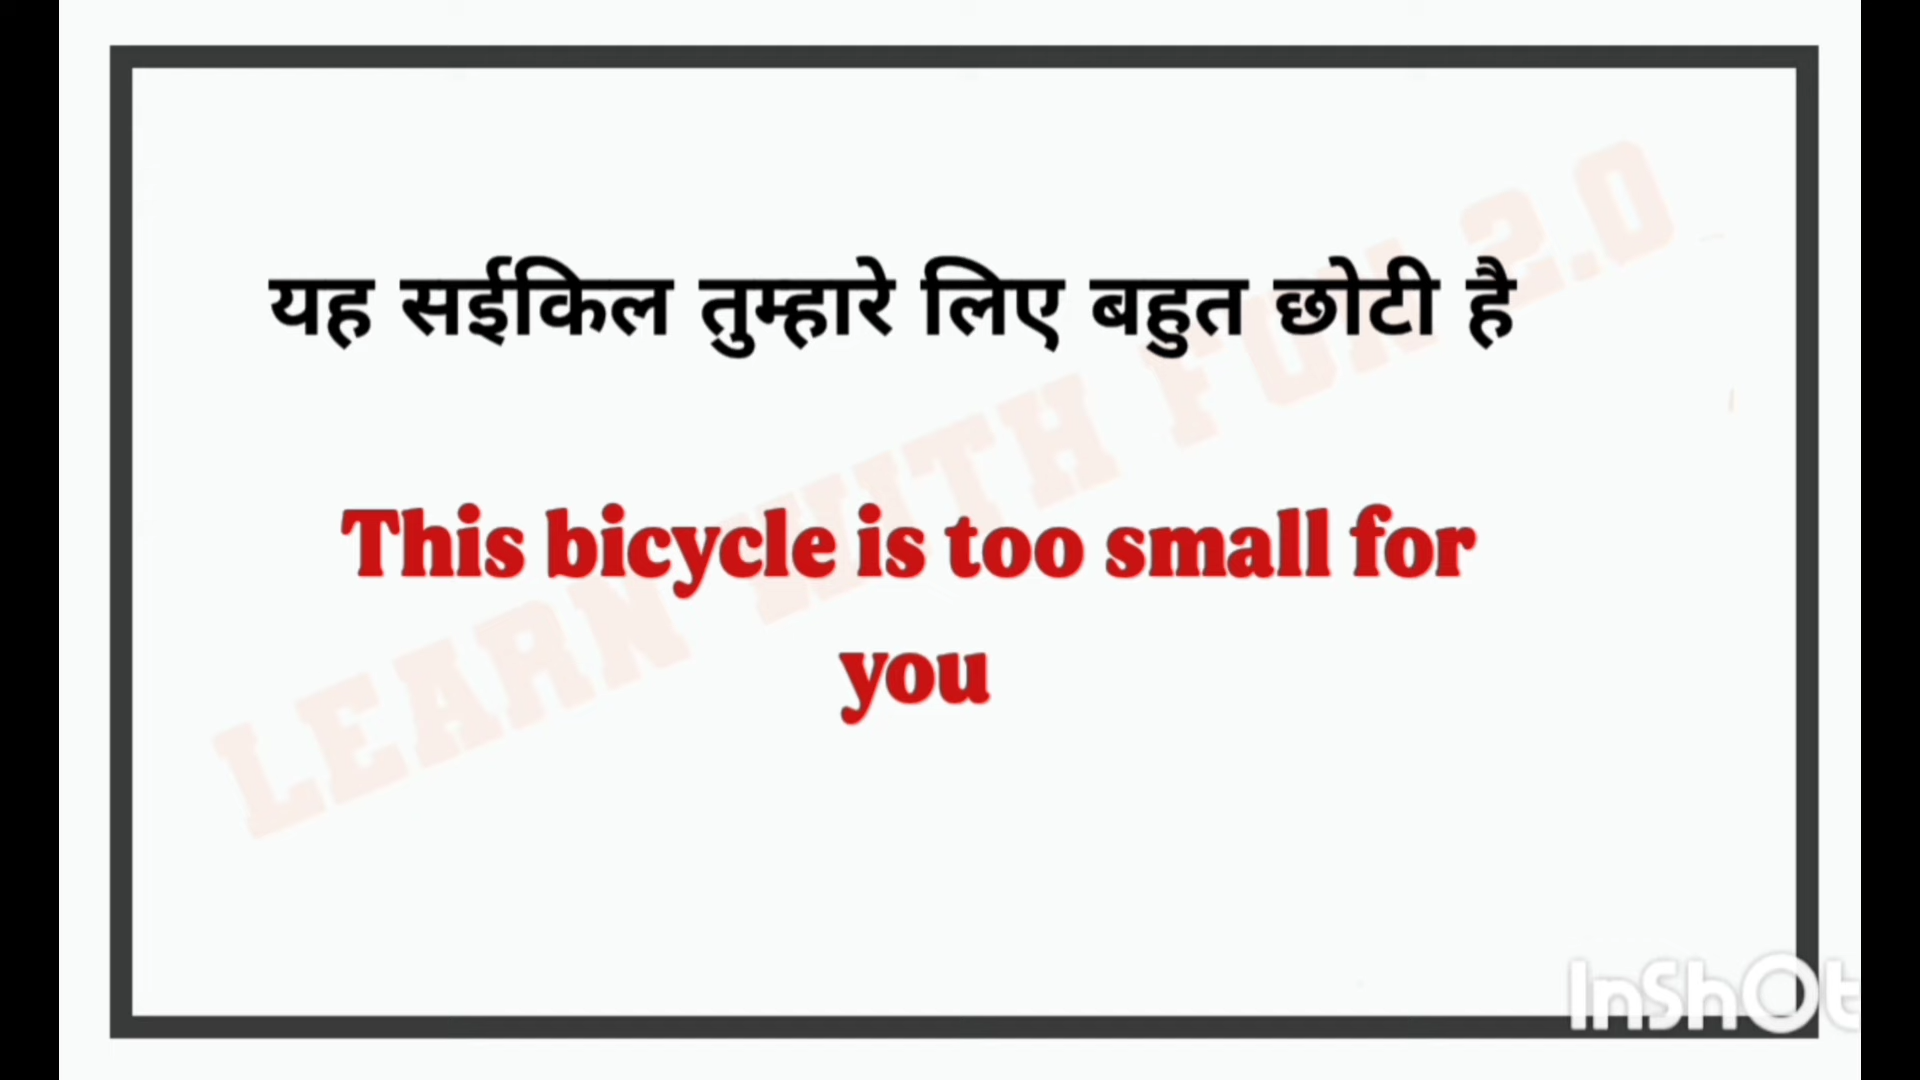 यह सईकिल तुम्हारे लिए बहुत छोटी है
This bicycle is too small for
you
LEARN WITH FUN 2.0
InShOt